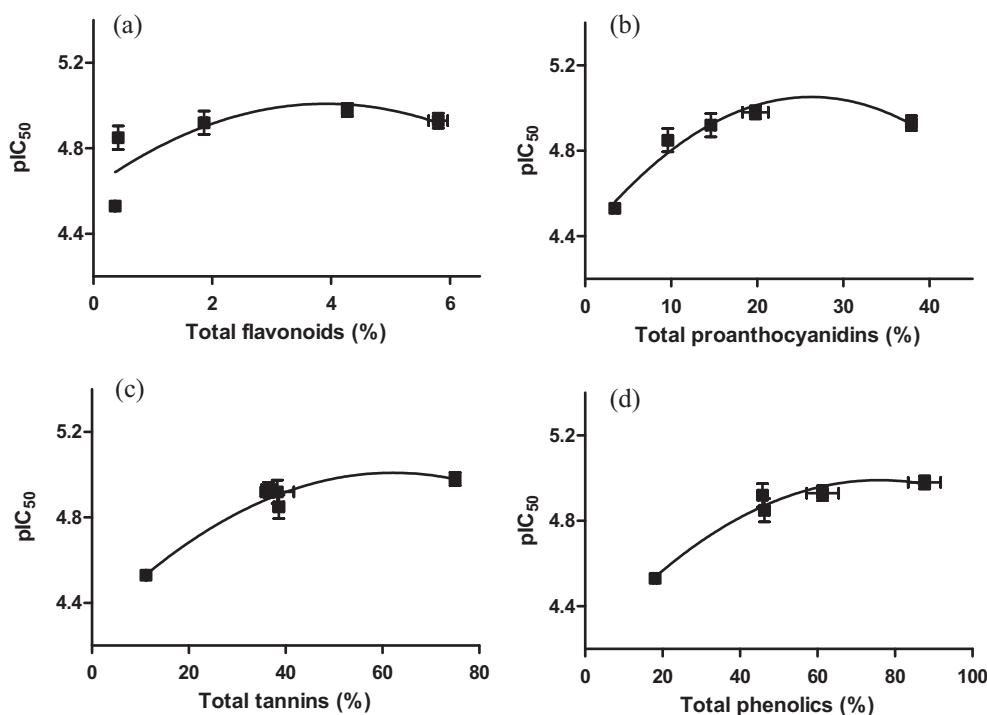 (a)
5.2
4.8
4.4
pIC50
0 2 4 6
Total flavonoids (%)
(b)
5.2
4.8
4.4
pIC50
0 10 20 30 40
Total proanthocyanidins (%)
(c)
5.2
4.8
4.4
pIC50
0 20 40 60 80
Total tannins (%)
(d)
5.2
4.8
4.4
pIC50
0 20 40 60 80 100
Total phenolics (%)